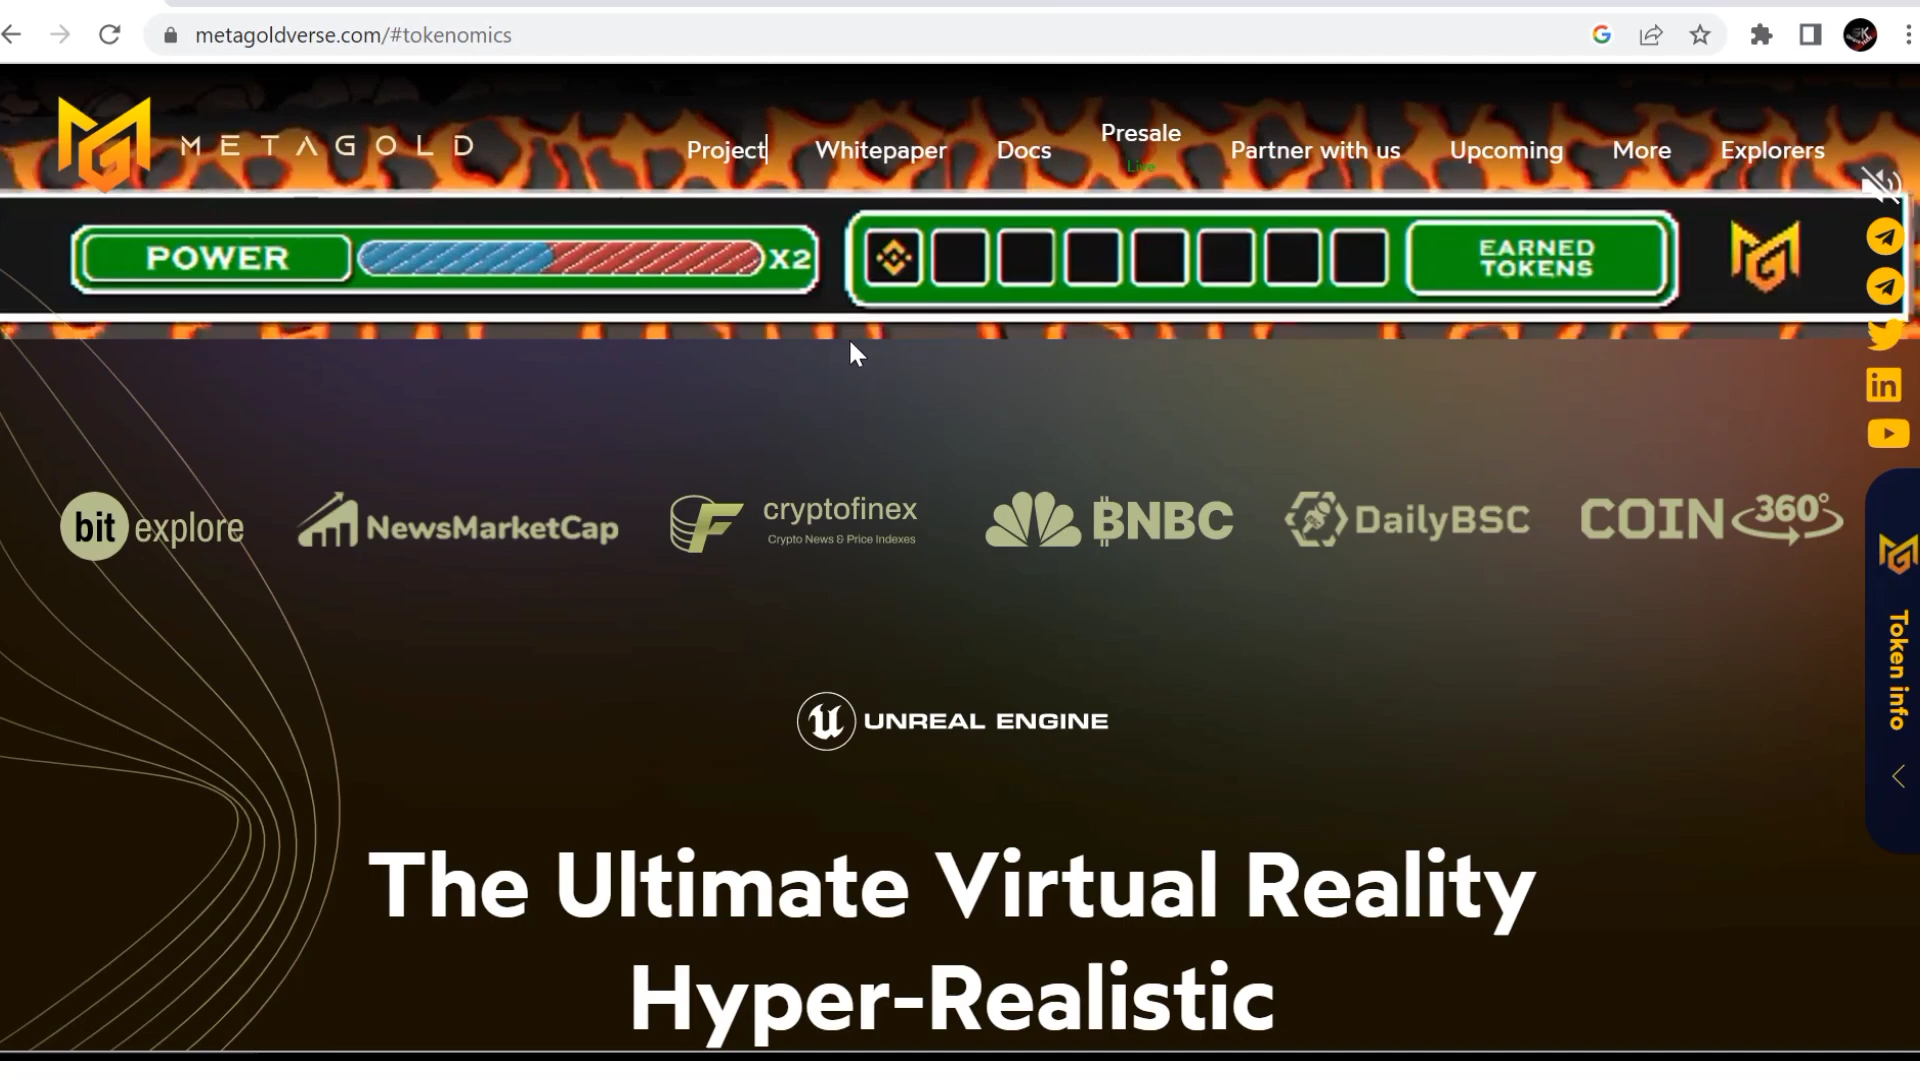 metagoldverse.com/#tokenomics
METAGOLD
Project
Whitepaper
Docs
Presale
Live
Partner with us
Upcoming
More
Explorers
POWER
X2
EARNED
TOKENS
bit explore
NewsMarketCap
cryptofinex
Crypto News & Price Indexes
BNBC
DailyBSC
COIN 360°
Token info
UNREAL ENGINE
The Ultimate Virtual Reality
Hyper-Realistic